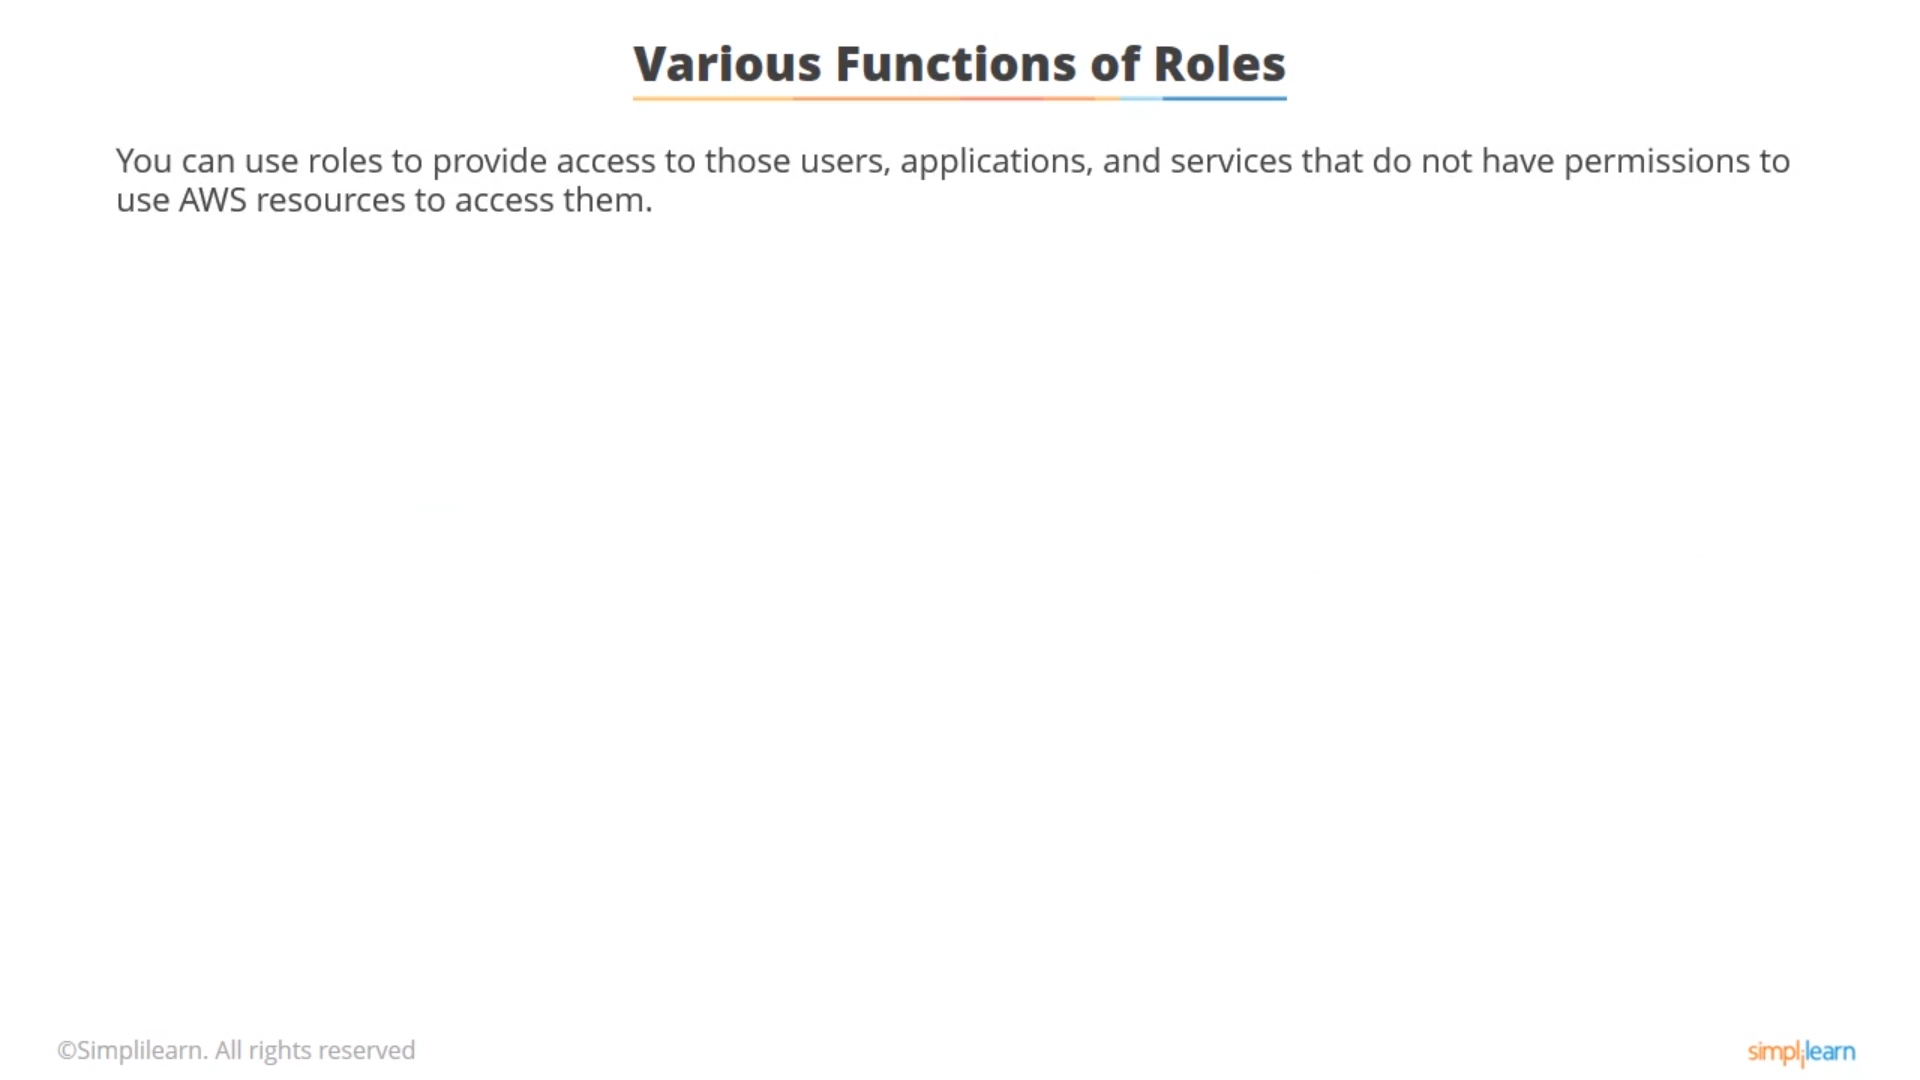 Various Functions of Roles
You can use roles to provide access to those users, applications, and services that do not have permissions to
use AWS resources to access them.
©Simplilearn. All rights reserved
simplilearn